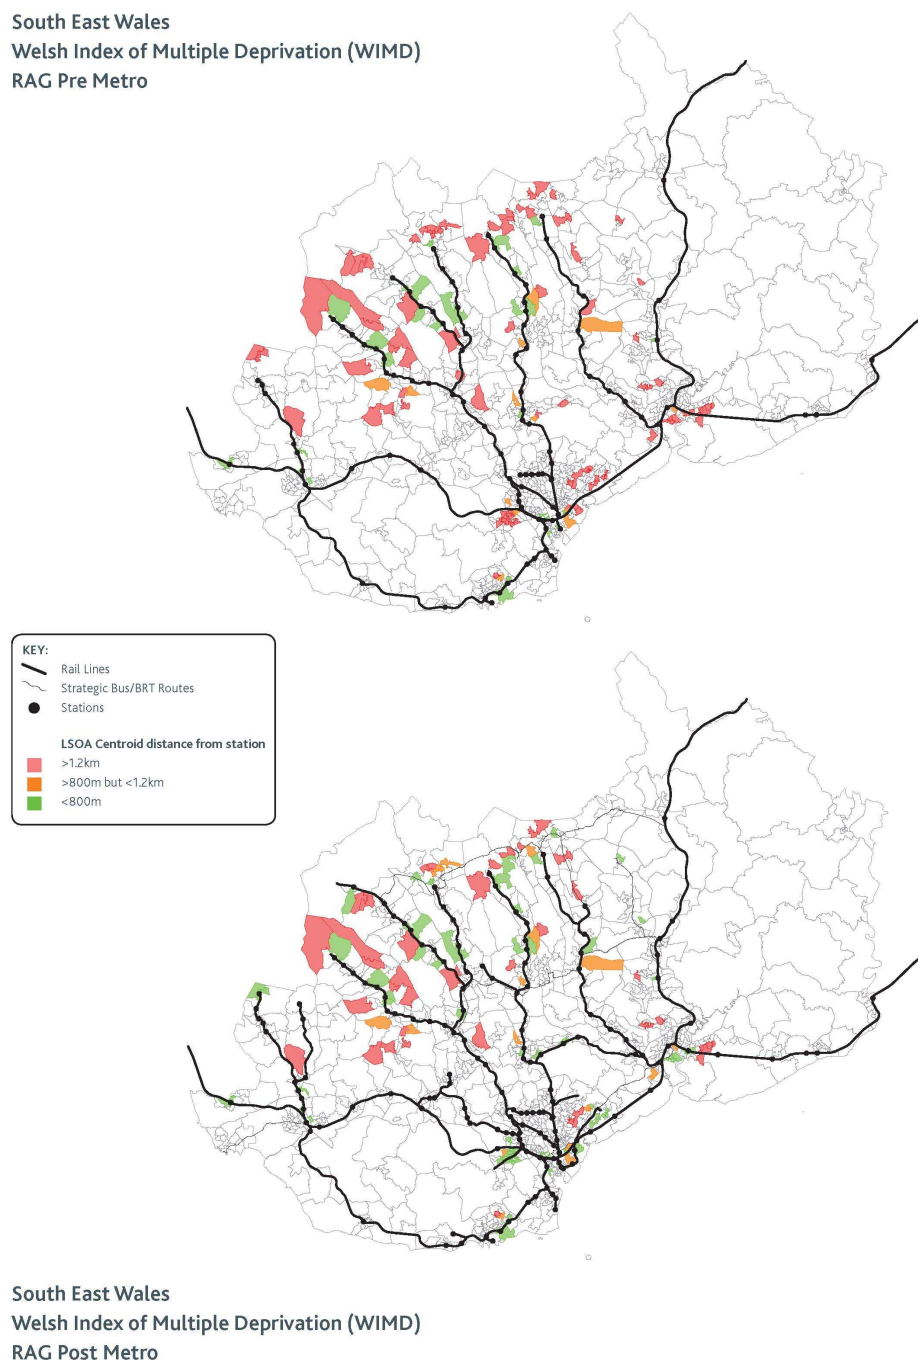 South East Wales
Welsh Index of Multiple Deprivation (WIMD)
RAG Pre Metro
KEY:
Rail Lines
Strategic Bus/BRT Routes
Stations
LSOA Centroid distance from station
>1.2km
>800m but <1.2km
<800m
South East Wales
Welsh Index of Multiple Deprivation (WIMD)
RAG Post Metro